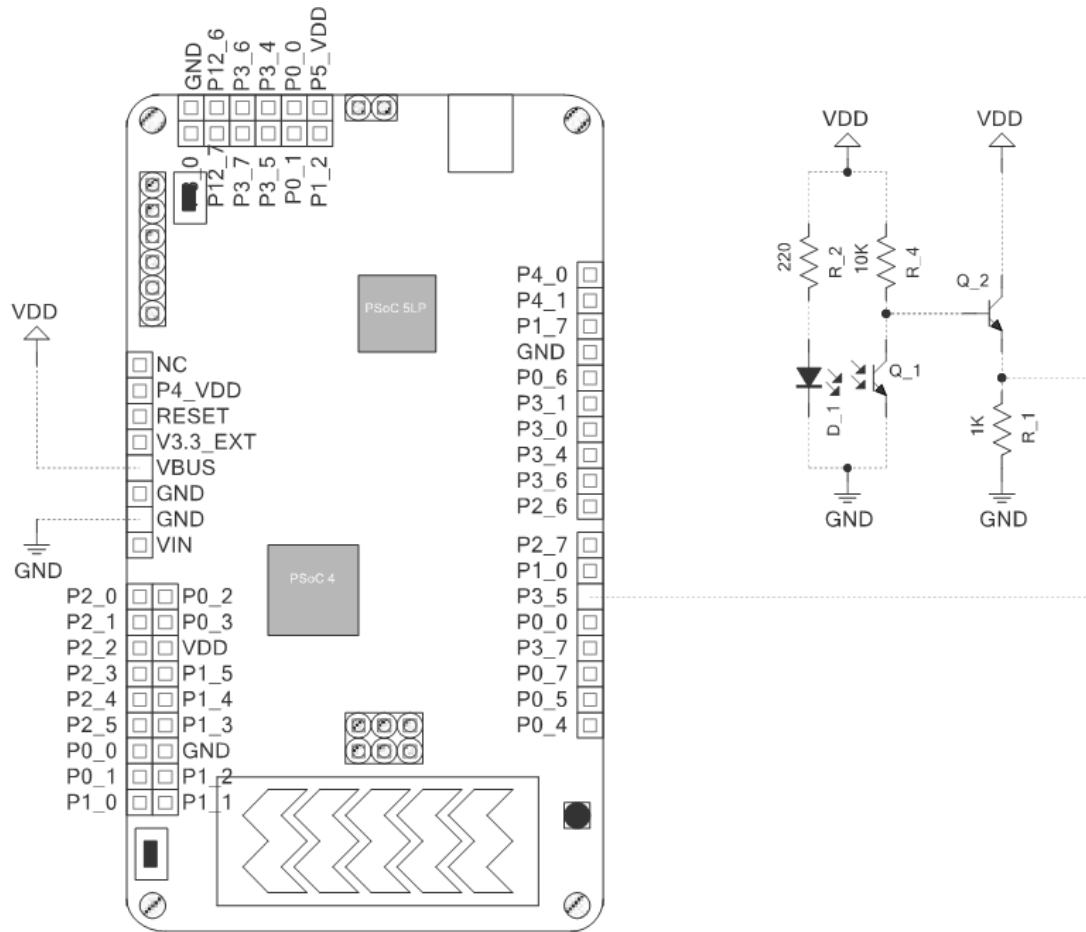 GND
P12_6
P3_6
P3_4
P0_0
P5_VDD
P12_7
P3_7
P3_5
P0_1
P1_2
PSoC 5LP
VDD
NC
P4_VDD
RESET
V3.3_EXT
VBUS
GND
GND
VIN
GND
PSoC 4
P2_0 P0_2
P2_1 P0_3
P2_2 VDD
P2_3 P1_5
P2_4 P1_4
P2_5 P1_3
P0_0 GND
P0_1 P1_2
P1_0 P1_1
P4_0
P4_1
P1_7
GND
P0_6
P3_1
P3_0
P3_4
P3_6
P2_6
P2_7
P1_0
P3_5
P0_0
P3_7
P0_7
P0_5
P0_4
VDD
VDD
220
R_2
10K
R_4
Q_2
Q_1
D_1
1K
R_1
GND
GND